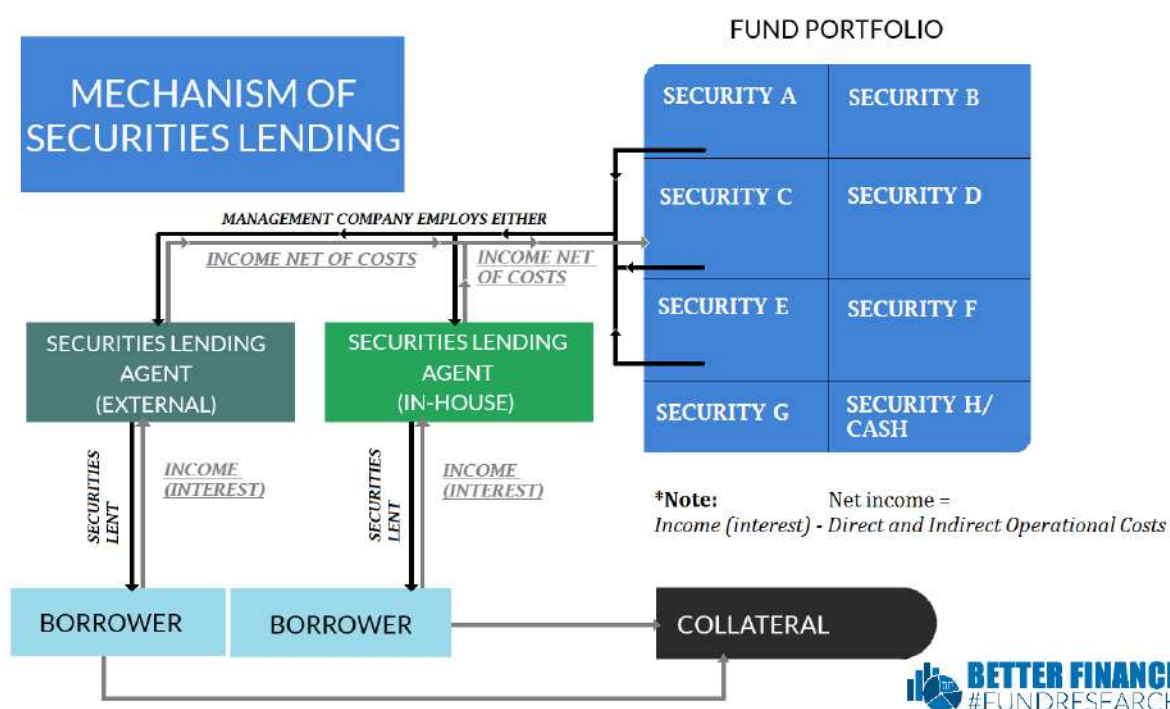 FUND PORTFOLIO
MECHANISM OF
SECURITIES LENDING
SECURITY A
SECURITY B
SECURITY C
SECURITY D
SECURITY E
SECURITY F
SECURITY G
SECURITY H/
CASH
MANAGEMENT COMPANY EMPLOYS EITHER
INCOME NET OF COSTS
INCOME NET
OF COSTS
SECURITIES LENDING
AGENT
(EXTERNAL)
SECURITIES LENDING
AGENT
(IN-HOUSE)
SECURITIES
LENT
INCOME
(INTEREST)
SECURITIES
LENT
INCOME
(INTEREST)
*Note: Net income =
Income (interest) - Direct and Indirect Operational Costs
BORROWER
BORROWER
COLLATERAL
BETTER FINANCE
#FUNDRESEARCH